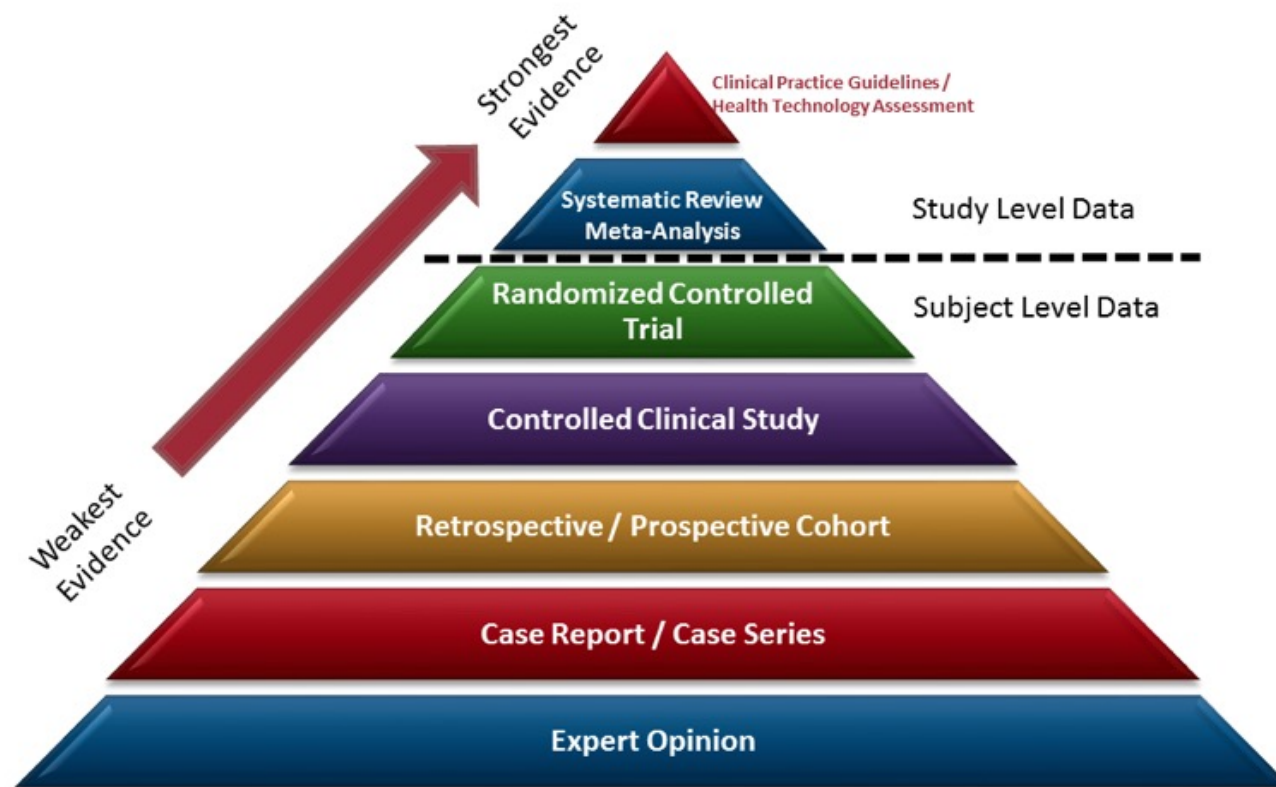 Strongest
Evidence
Clinical Practice Guidelines /
Health Technology Assessment
Systematic Review
Meta-Analysis
Study Level Data
Randomized Controlled
Trial
Subject Level Data
Controlled Clinical Study
Weakest
Evidence
Retrospective / Prospective Cohort
Case Report / Case Series
Expert Opinion